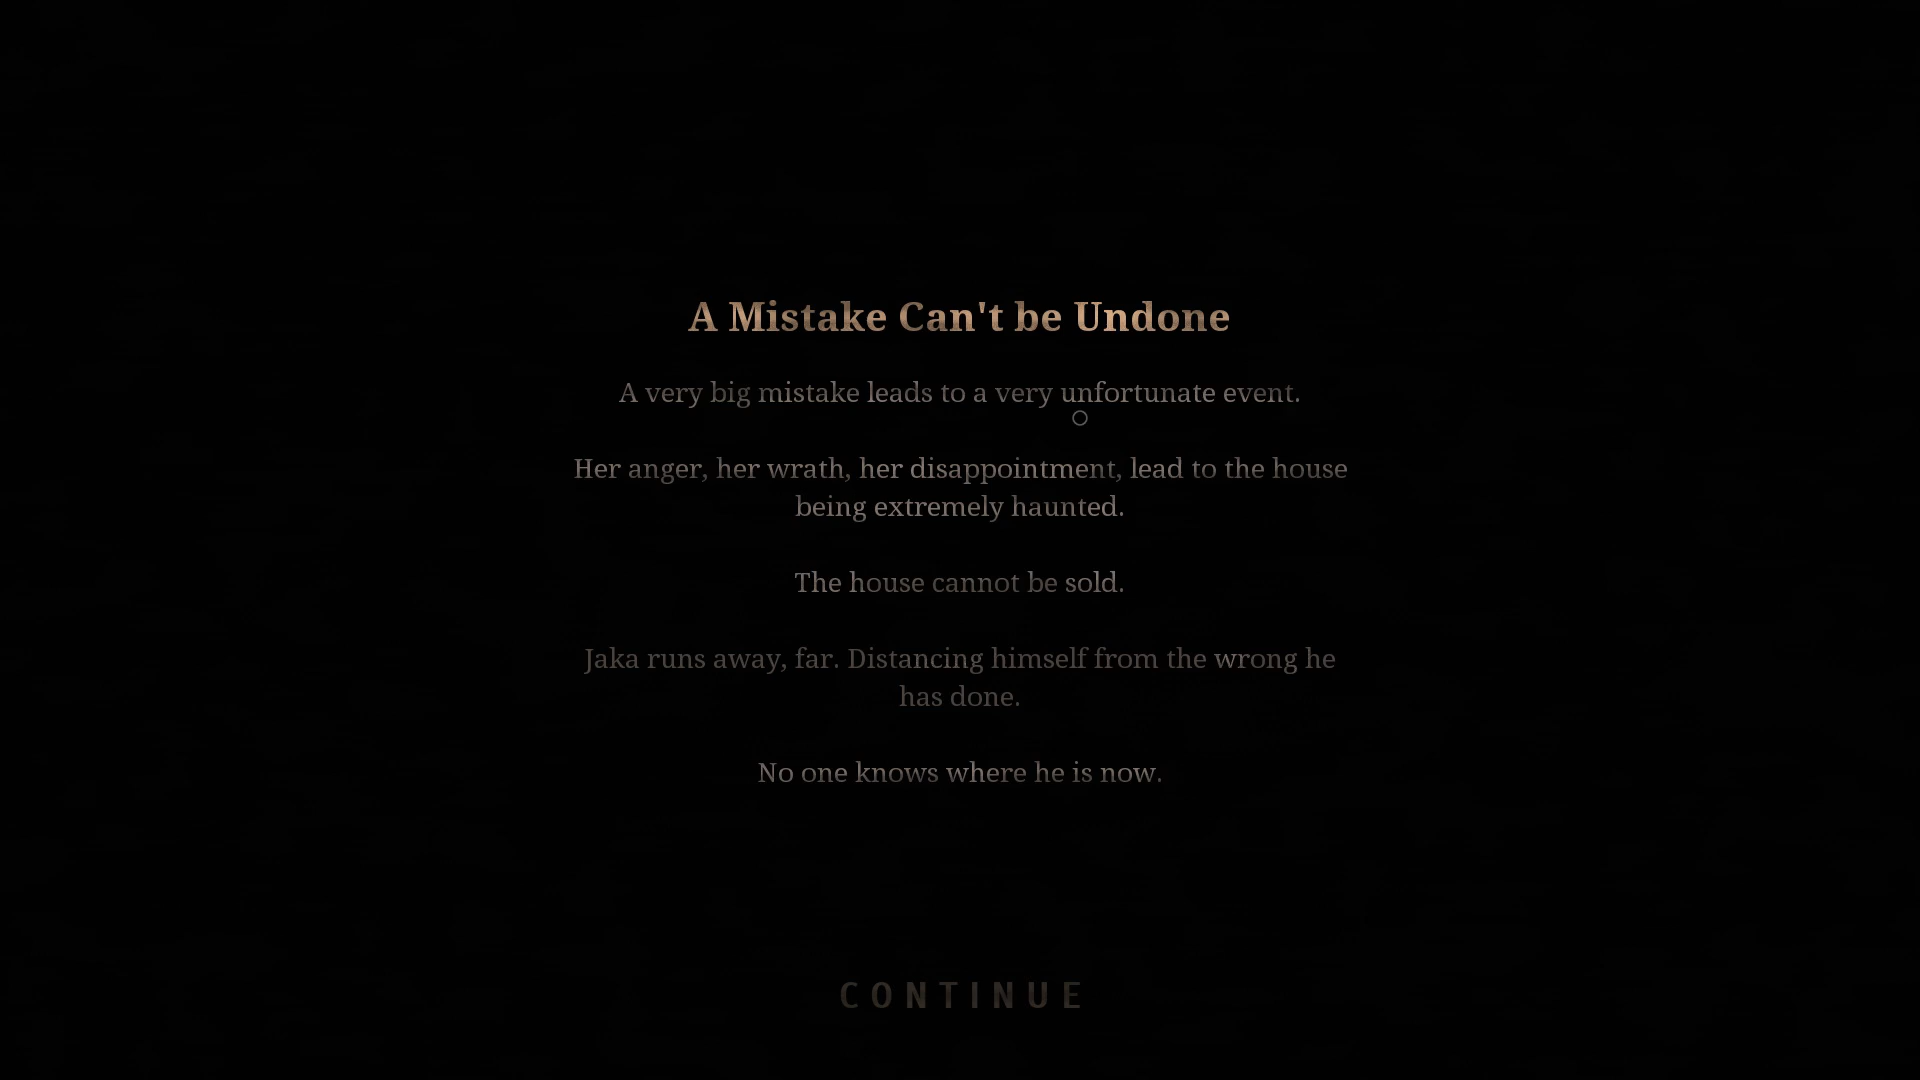 A Mistake Can't be Undone
A very big mistake leads to a very unfortunate event.
Her anger, her wrath, her disappointment, lead to the house
being extremely haunted.
The house cannot be sold.
Jaka runs away, far. Distancing himself from the wrong he
has done.
No one knows where he is now.
CONTINUE